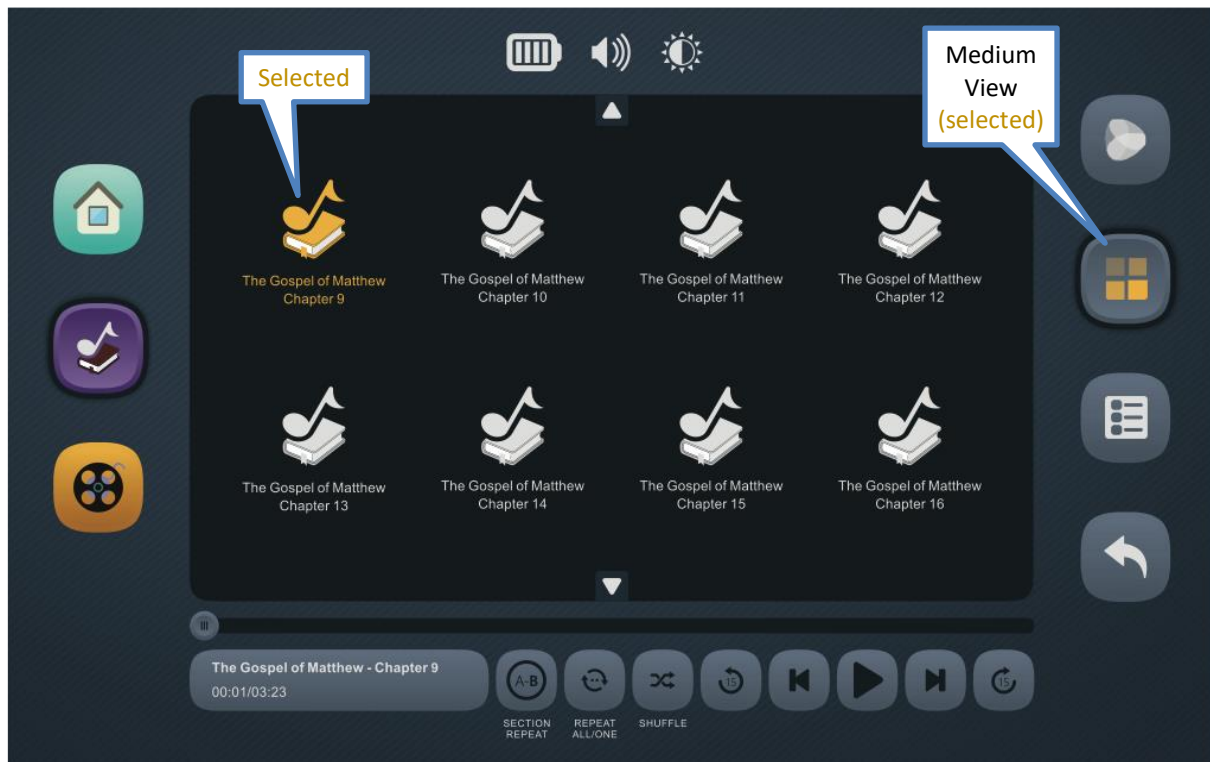 Selected
Medium
View
(selected)
The Gospel of Matthew
Chapter 9
The Gospel of Matthew
Chapter 10
The Gospel of Matthew
Chapter 11
The Gospel of Matthew
Chapter 12
The Gospel of Matthew
Chapter 13
The Gospel of Matthew
Chapter 14
The Gospel of Matthew
Chapter 15
The Gospel of Matthew
Chapter 16
The Gospel of Matthew - Chapter 9
00:01/03:23
A-B
15
15
SECTION
REPEAT
REPEAT
ALL/ONE
SHUFFLE